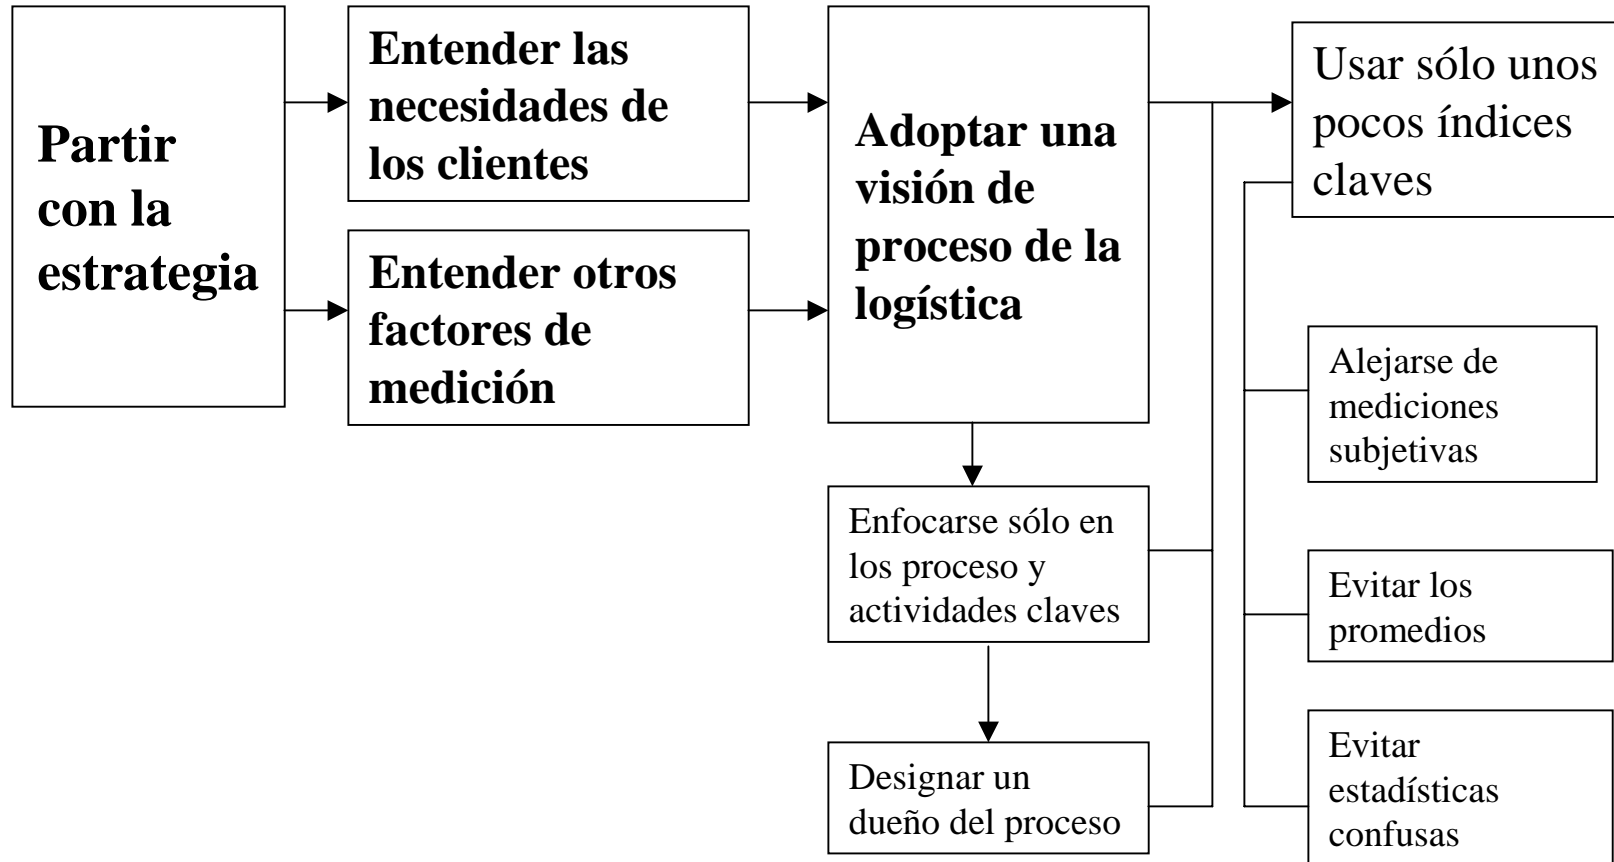 Partir
con la
estrategia
Entender las
necesidades de
los clientes
Entender otros
factores de
medición
Adoptar una
visión de
proceso de la
logística
Enfocarse sólo en
los proceso y
actividades claves
Designar un
dueño del proceso
Usar sólo unos
pocos índices
claves
Alejarse de
mediciones
subjetivas
Evitar los
promedios
Evitar
estadísticas
confusas